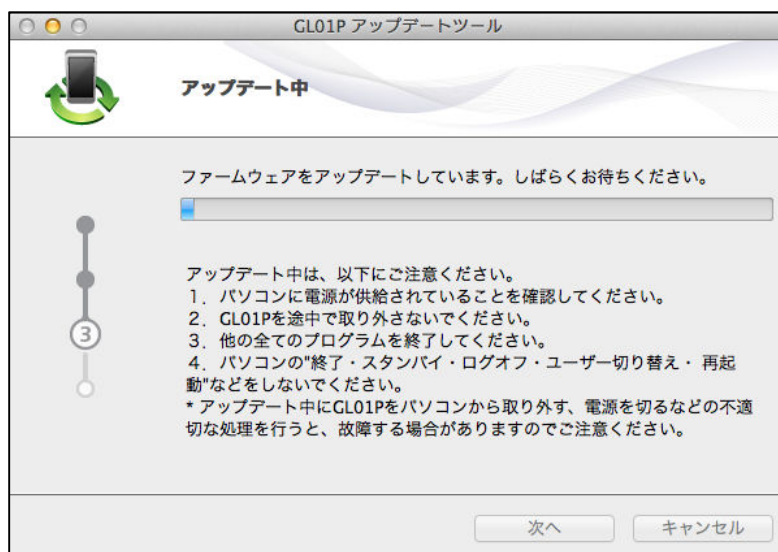 GL01P アップデートツール
アップデート中
ファームウェアをアップデートしています。しばらくお待ちください。
アップデート中は、以下にご注意ください。
1．パソコンに電源が供給されていることを確認してください。
2．GL01Pを途中で取り外さないでください。
3．他の全てのプログラムを終了してください。
4．パソコンの"終了・スタンバイ・ログオフ・ユーザー切り替え・ 再起
動"などをしないでください。
* アップデート中にGL01Pをパソコンから取り外す、電源を切るなどの不適
切な処理を行うと、故障する場合がありますのでご注意ください。
3
次へ
キャンセル